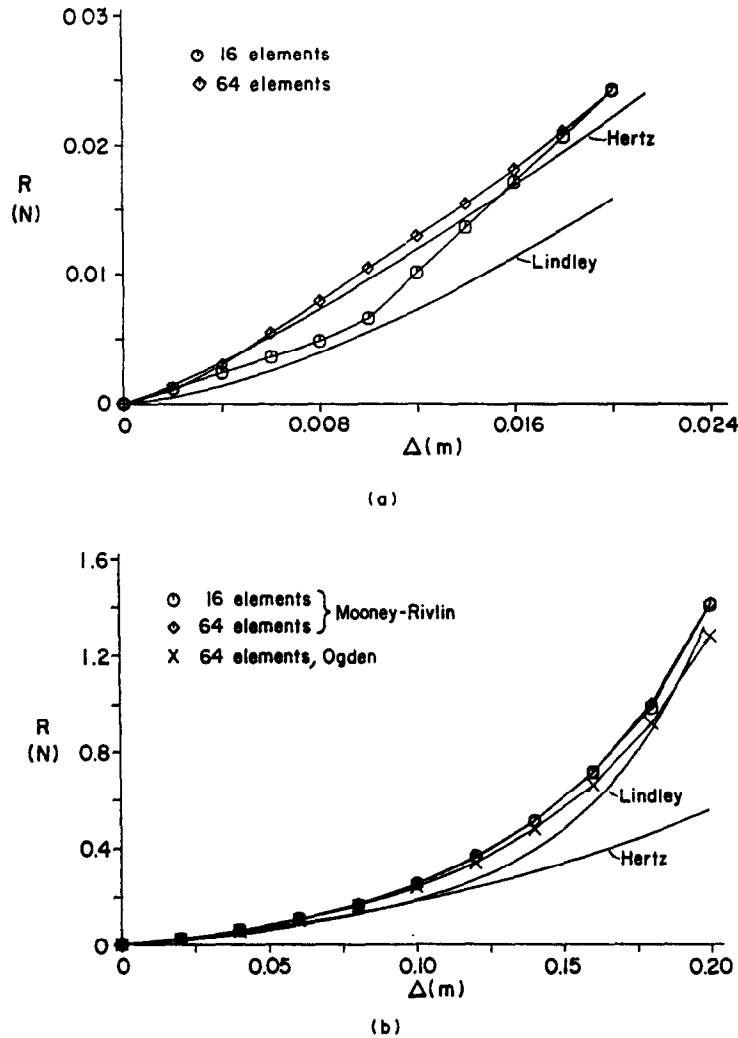 0.03
16 elements
64 elements
Hertz
0.02
R
(N)
Lindley
0.01
0
0 0.008 0.016 0.024
Δ(m)
(a)
1.6
16 elements
64 elements
Mooney-Rivlin
64 elements, Ogden
1.2
R
(N)
0.8
Lindley
0.4
Hertz
0
0 0.05 0.10 0.15 0.20
Δ(m)
(b)